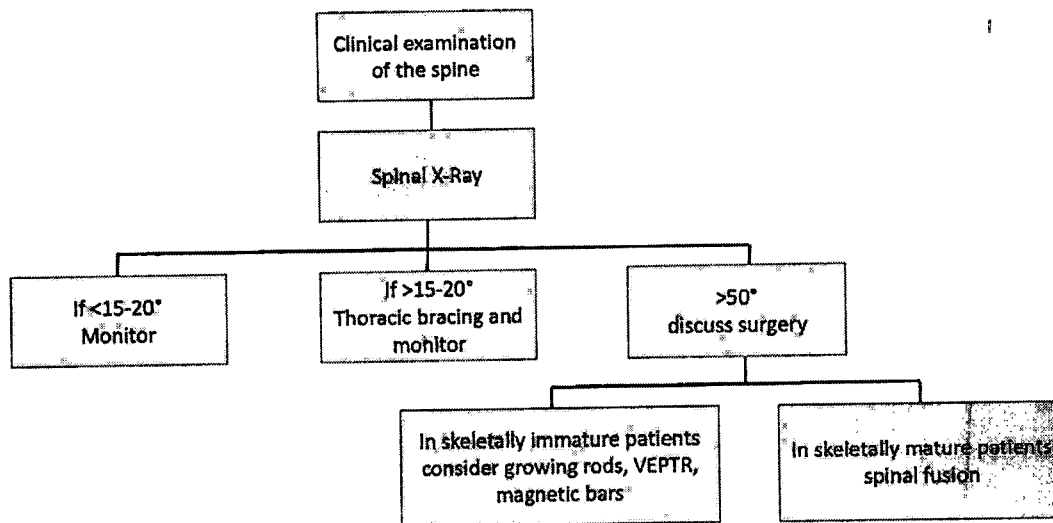 Clinical examination
of the spine
Spinal X-Ray
If <15-20°
Monitor
If >15-20°
Thoracic bracing and
monitor
>50°
discuss surgery
In skeletally immature patients
consider growing rods, VEPTR,
magnetic bars
In skeletally mature patients
spinal fusion